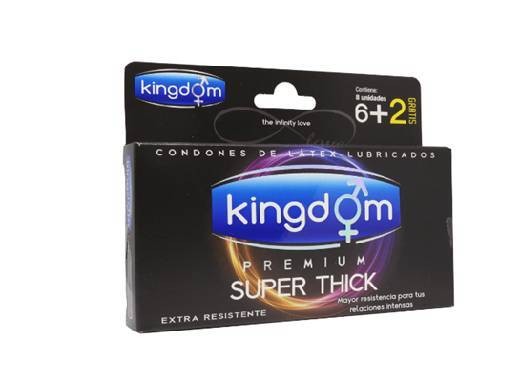 kingdom
the infinity love
Contiene:
8 unidades
6+2 GRATIS
CONDONES DE LÁTEX LUBRICADOS
kingdom
PREMIUM
SUPER THICK
Mayor resistencia para tus
relaciones intensas
EXTRA RESISTENTE